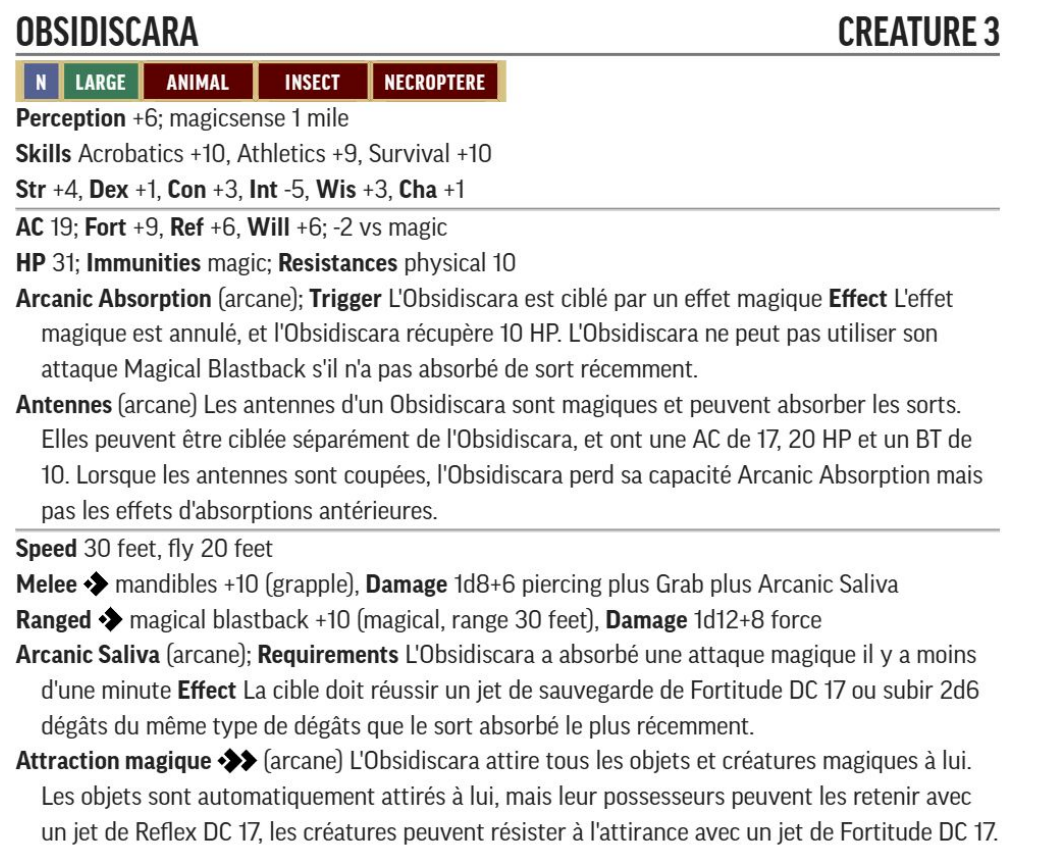 OBSIDISCARA CREATURE 3
N LARGE ANIMAL INSECT NECROPTERE
Perception +6; magicsense 1 mile
Skills Acrobatics +10, Athletics +9, Survival +10
Str +4, Dex +1, Con +3, Int -5, Wis +3, Cha +1
AC 19; Fort +9, Ref +6, Will +6; -2 vs magic
HP 31; Immunities magic; Resistances physical 10
Arcanic Absorption (arcane); Trigger L'Obsidiscara est ciblé par un effet magique Effect L'effet
magique est annulé, et l'Obsidiscara récupère 10 HP. L'Obsidiscara ne peut pas utiliser son
attaque Magical Blastback s'il n'a pas absorbé de sort récemment.
Antennes (arcane) Les antennes d'un Obsidiscara sont magiques et peuvent absorber les sorts.
Elles peuvent être ciblée séparément de l'Obsidiscara, et ont une AC de 17, 20 HP et un BT de
10. Lorsque les antennes sont coupées, l'Obsidiscara perd sa capacité Arcanic Absorption mais
pas les effets d'absorptions antérieures.
Speed 30 feet, fly 20 feet
Melee mandibles +10 (grapple), Damage 1d8+6 piercing plus Grab plus Arcanic Saliva
Ranged magical blastback +10 (magical, range 30 feet), Damage 1d12+8 force
Arcanic Saliva (arcane); Requirements L'Obsidiscara a absorbé une attaque magique il y a moins
d'une minute Effect La cible doit réussir un jet de sauvegarde de Fortitude DC 17 ou subir 2d6
dégâts du même type de dégâts que le sort absorbé le plus récemment.
Attraction magique (arcane) L'Obsidiscara attire tous les objets et créatures magiques à lui.
Les objets sont automatiquement attirés à lui, mais leur possesseurs peuvent les retenir avec
un jet de Reflex DC 17, les créatures peuvent résister à l'attirance avec un jet de Fortitude DC 17.